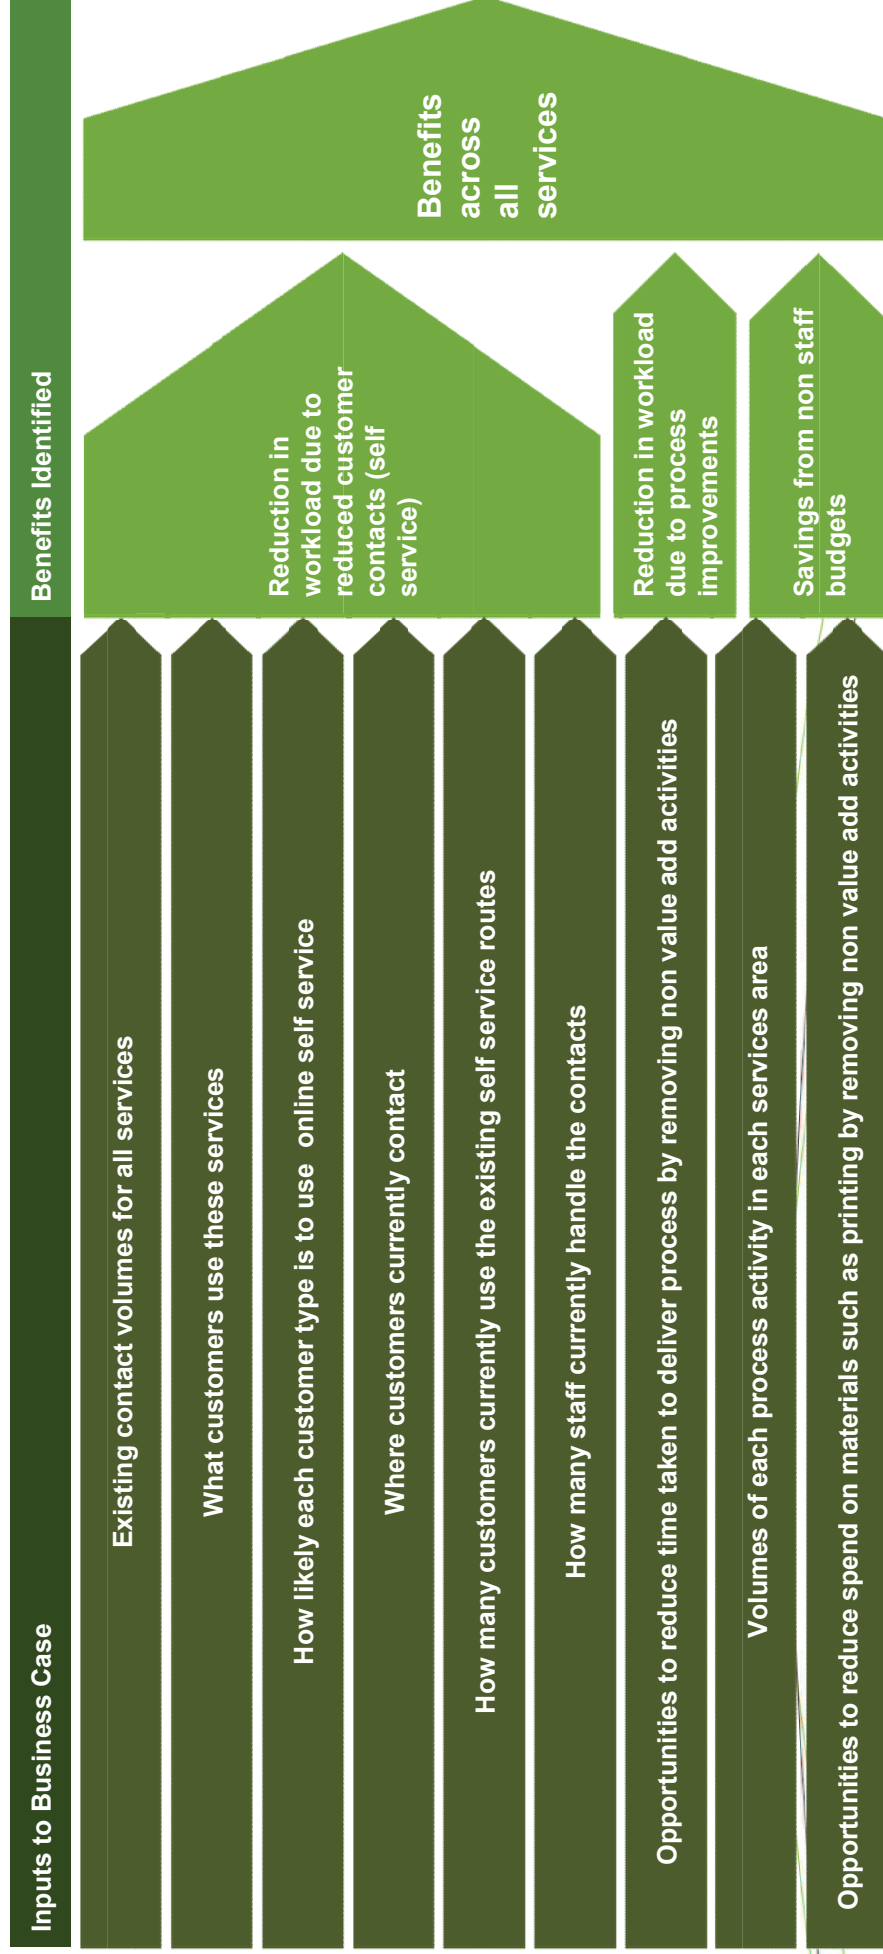 Inputs to Business Case
Benefits Identified
Existing contact volumes for all services
What customers use these services
How likely each customer type is to use online self service
Where customers currently contact
How many customers currently use the existing self service routes
How many staff currently handle the contacts
Opportunities to reduce time taken to deliver process by removing non value add activities
Volumes of each process activity in each services area
Opportunities to reduce spend on materials such as printing by removing non value add activities
Reduction in
workload due to
reduced customer
contacts (self
service)
Reduction in workload
due to process
improvements
Savings from non staff
budgets
Benefits
across
all
services